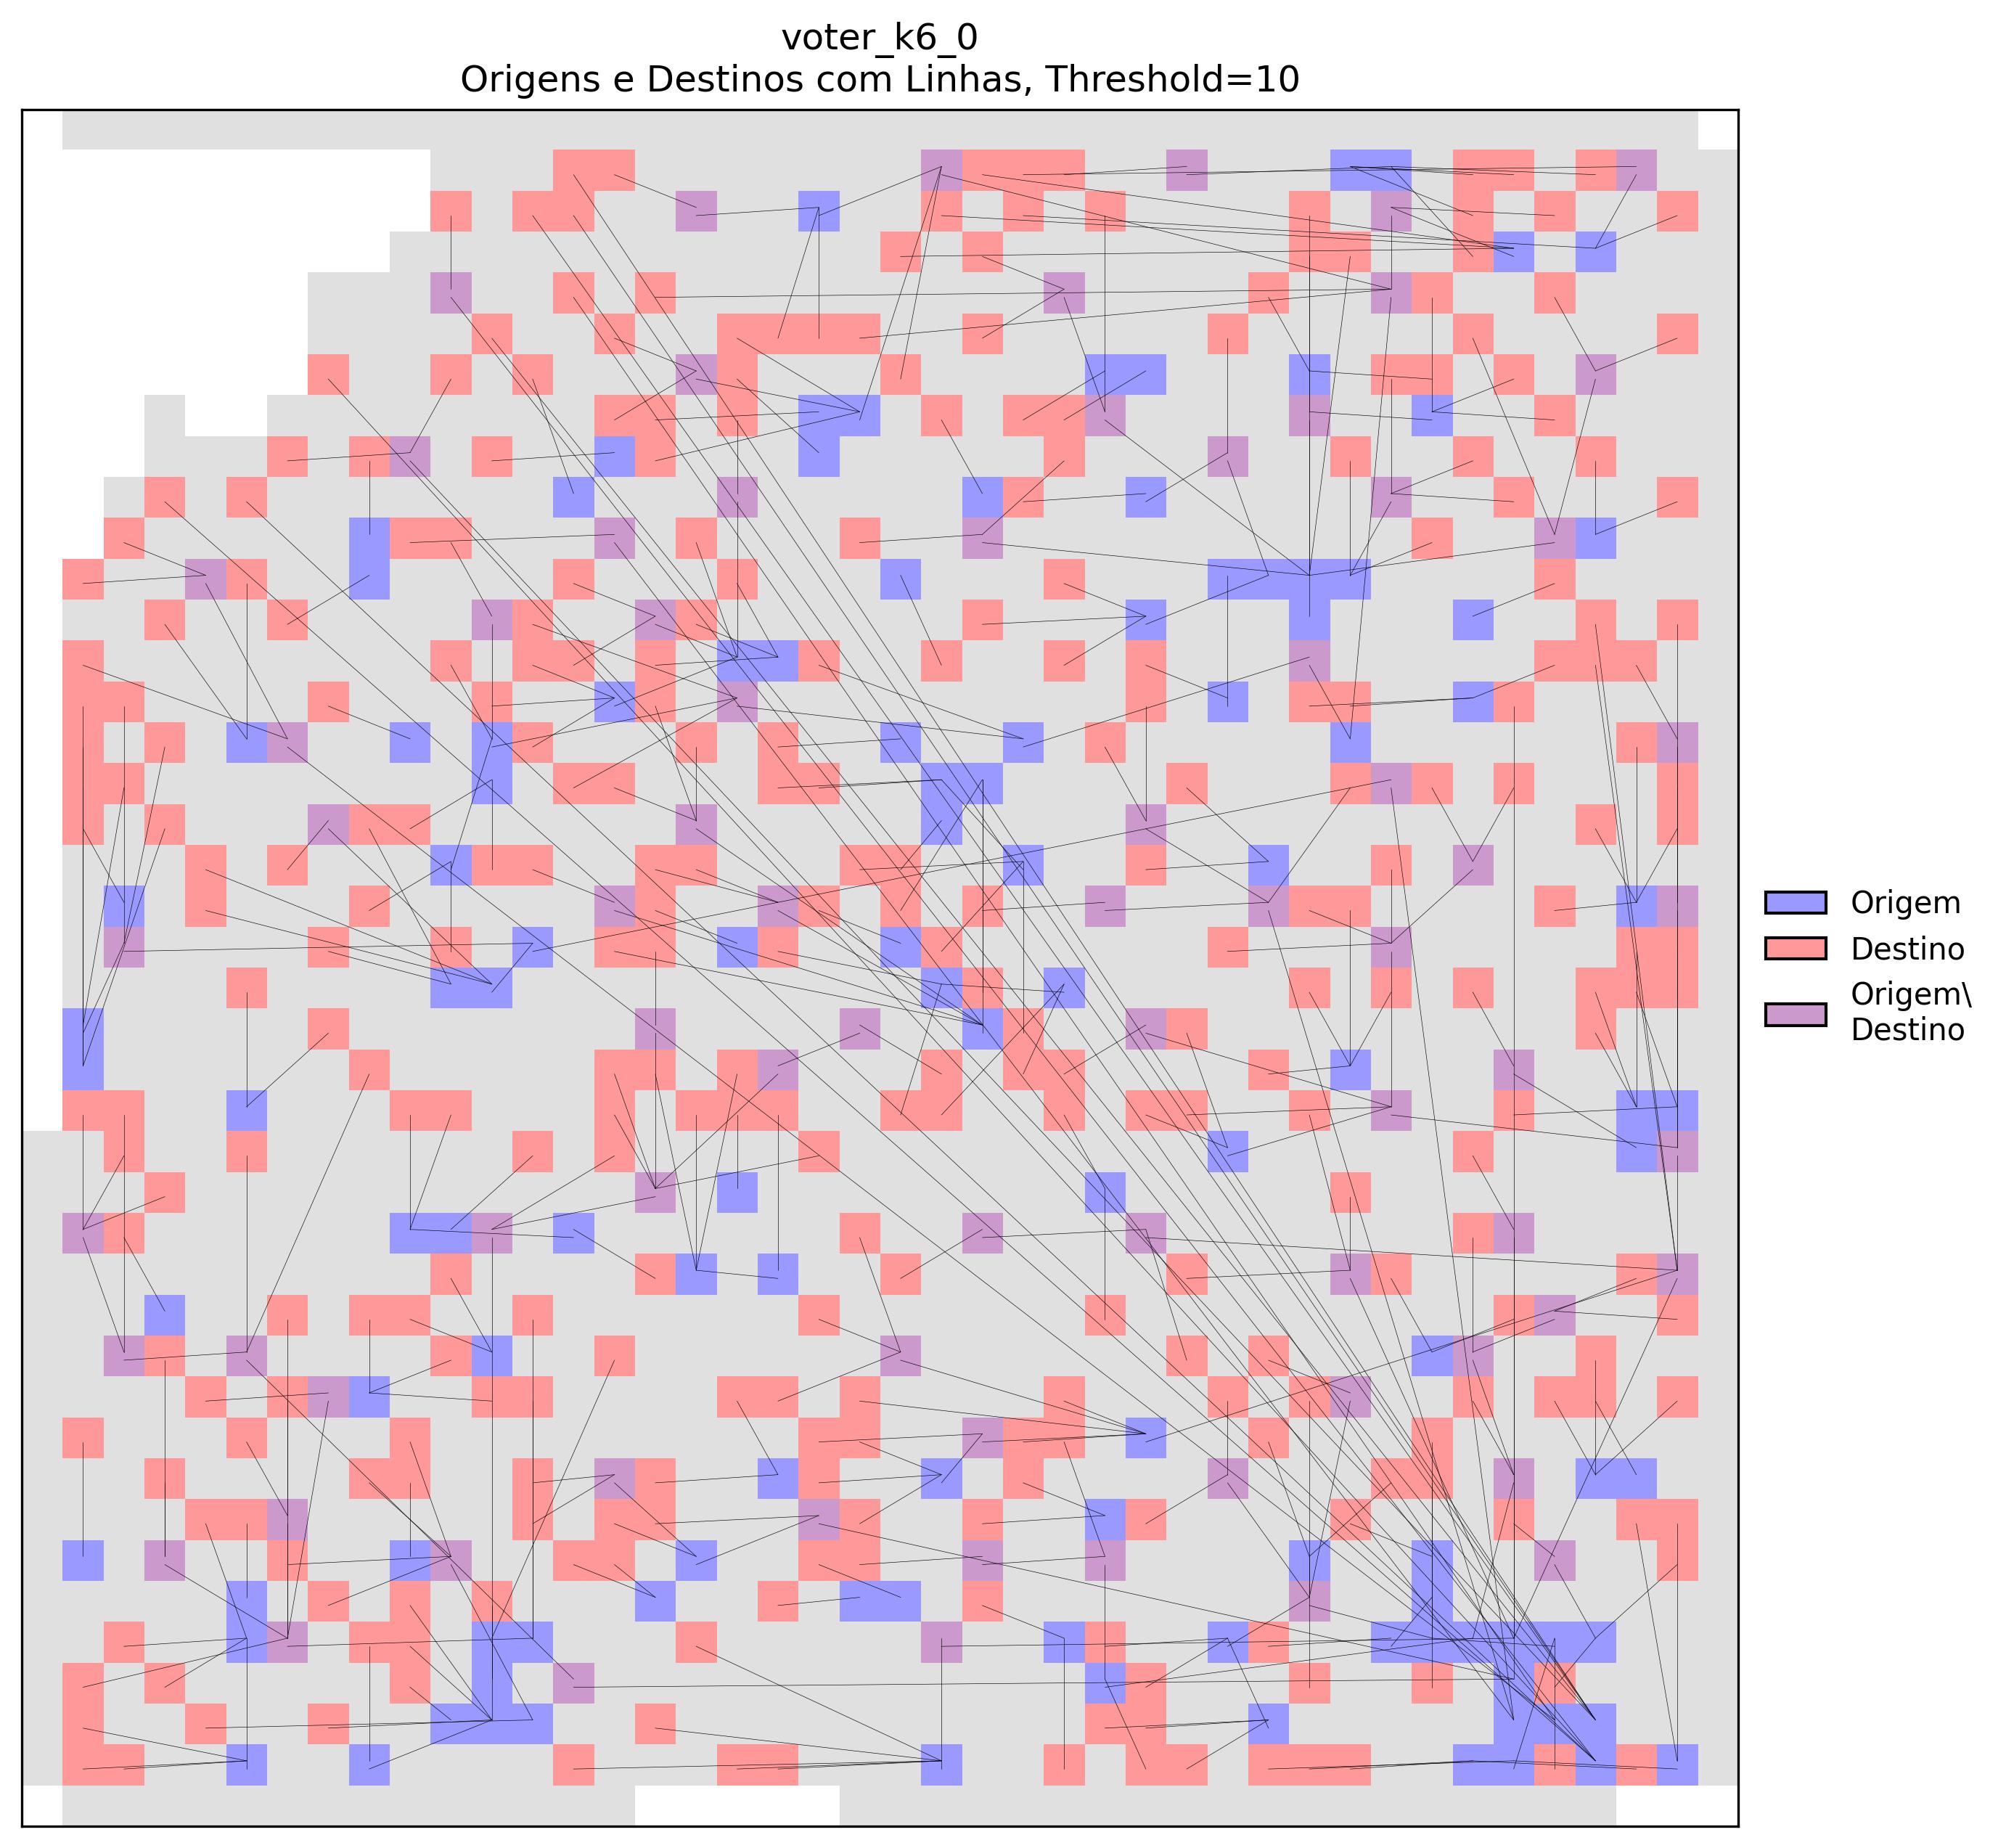 voter_k6_0
Origens e Destinos com Linhas, Threshold=10
Origem
Destino
Origem\
Destino